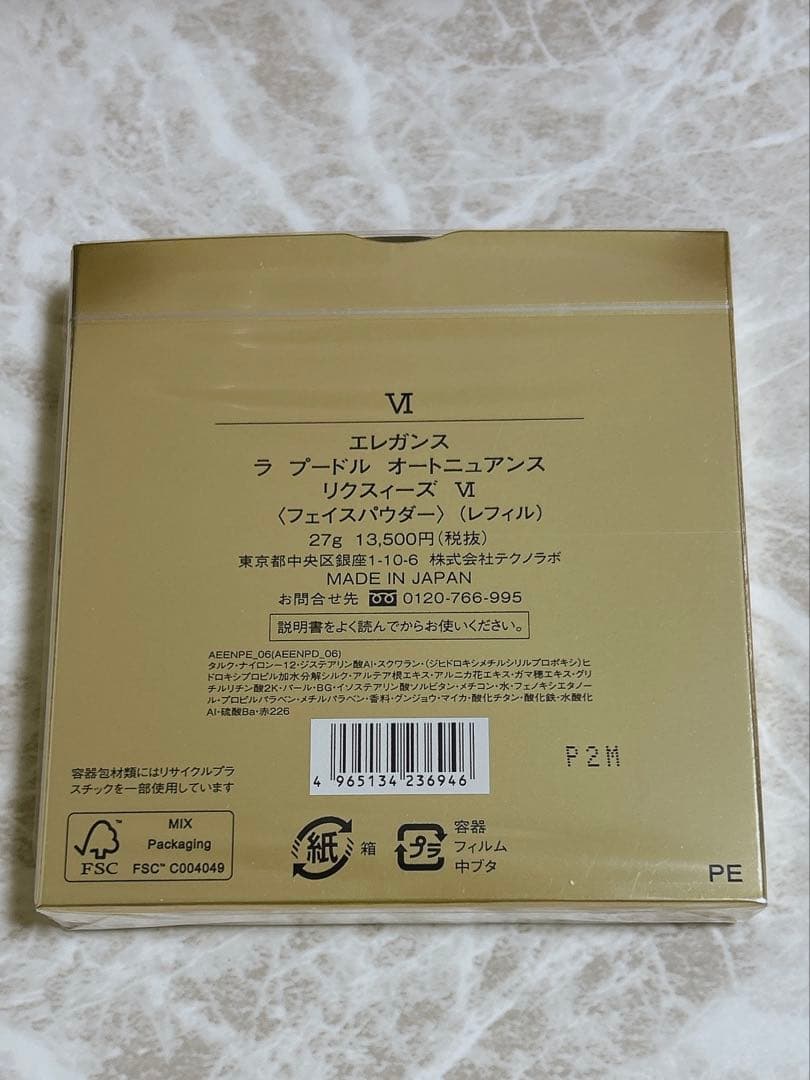 Ⅵ
エレガンス
ラ プードル オートニュアンス
リクスィーズ Ⅵ
〈フェイスパウダー〉(レフィル)
27g 13,500円(税抜)
東京都中央区銀座1-10-6 株式会社テクノラボ
MADE IN JAPAN
お問合せ先 0120-766-995
説明書をよく読んでからお使いください。
AEENPE_06(AEENPD_06)
タルク・ナイロン-12・ジステアリン酸Al・スクワラン・(ジヒドロキシメチルシリルプロポキシ)ヒ
ドロキシプロピル加水分解シルク・アルテア根エキス・アルニカ花エキス・ガマ穂エキス・グリ
チルリチン酸2K・パール・BG・イソステアリン酸ソルビタン・メチコン・水・フェノキシエタノー
ル・プロピルパラベン・メチルパラベン・香料・グンジョウ・マイカ・酸化チタン・酸化鉄・水酸化
Al・硫酸Ba・赤226
4 965134 236946
P2M
容器包材類にはリサイクルプラ
スチックを一部使用しています
FSC™
MIX
Packaging
FSC™ C004049
紙 箱
プラ 容器
フィルム
中ブタ
PE